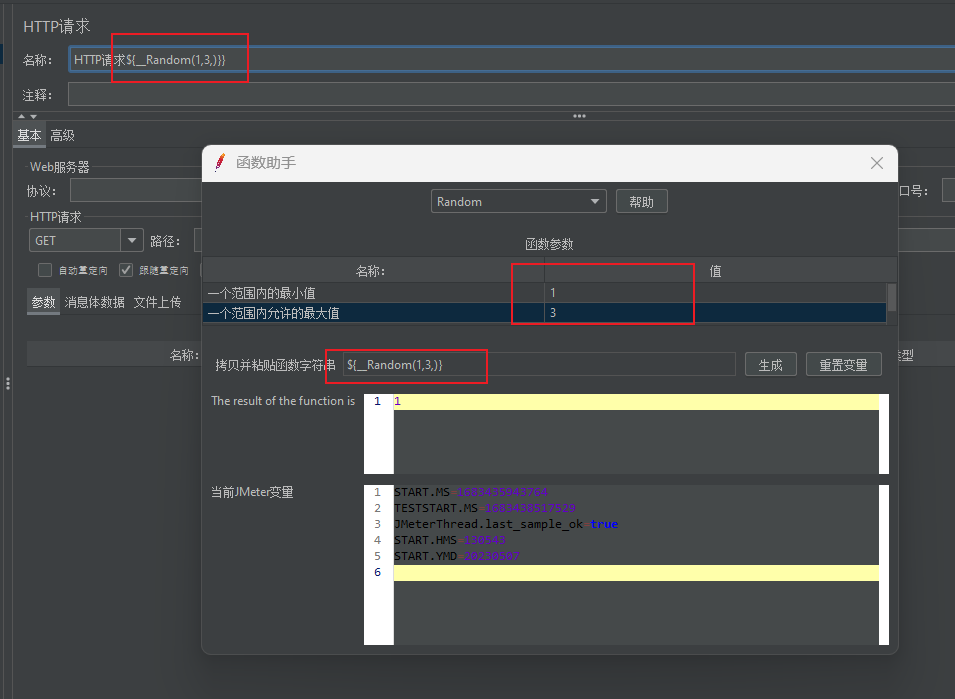 HTTP请求
名称： HTTP请求${__Random(1,3,)}}
注释：
基本 高级
Web服务器
协议： 口号：
HTTP请求
GET 路径：
自动重定向 跟随重定向
参数 消息体数据 文件上传
名称： 类型
函数助手
Random 帮助
函数参数
名称： 值
一个范围内的最小值 1
一个范围内允许的最大值 3
拷贝并粘贴函数字符串 ${__Random(1,3,)} 生成 重置变量
The result of the function is 1 1
当前JMeter变量
1 START.MS 1683435943764
2 TESTSTART.MS 1683438517529
3 JMeterThread.last_sample_ok true
4 START.HMS 130543
5 START.YMD 20230507
6